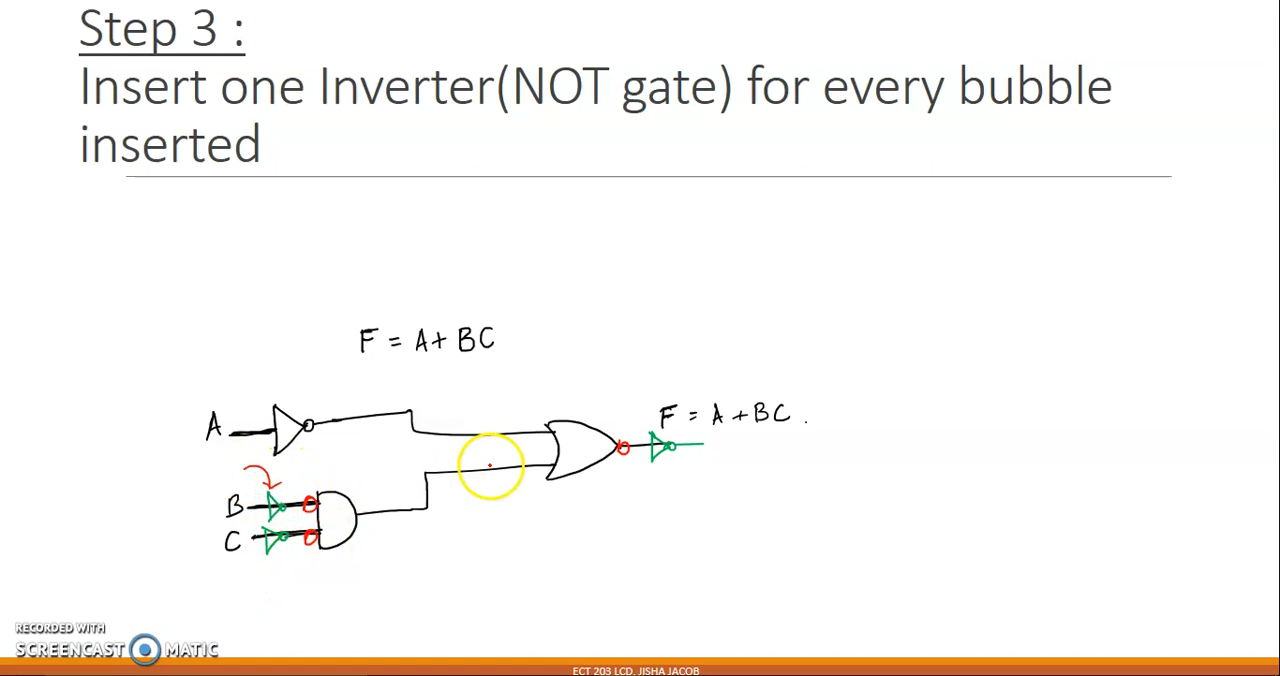 Step 3 :
Insert one Inverter(NOT gate) for every bubble
inserted
F = A+ BC
A
F = A +BC .
B
C
RECORDED WITH
SCREENCAST MATIC
ECT 203 LCD, JISHA JACOB